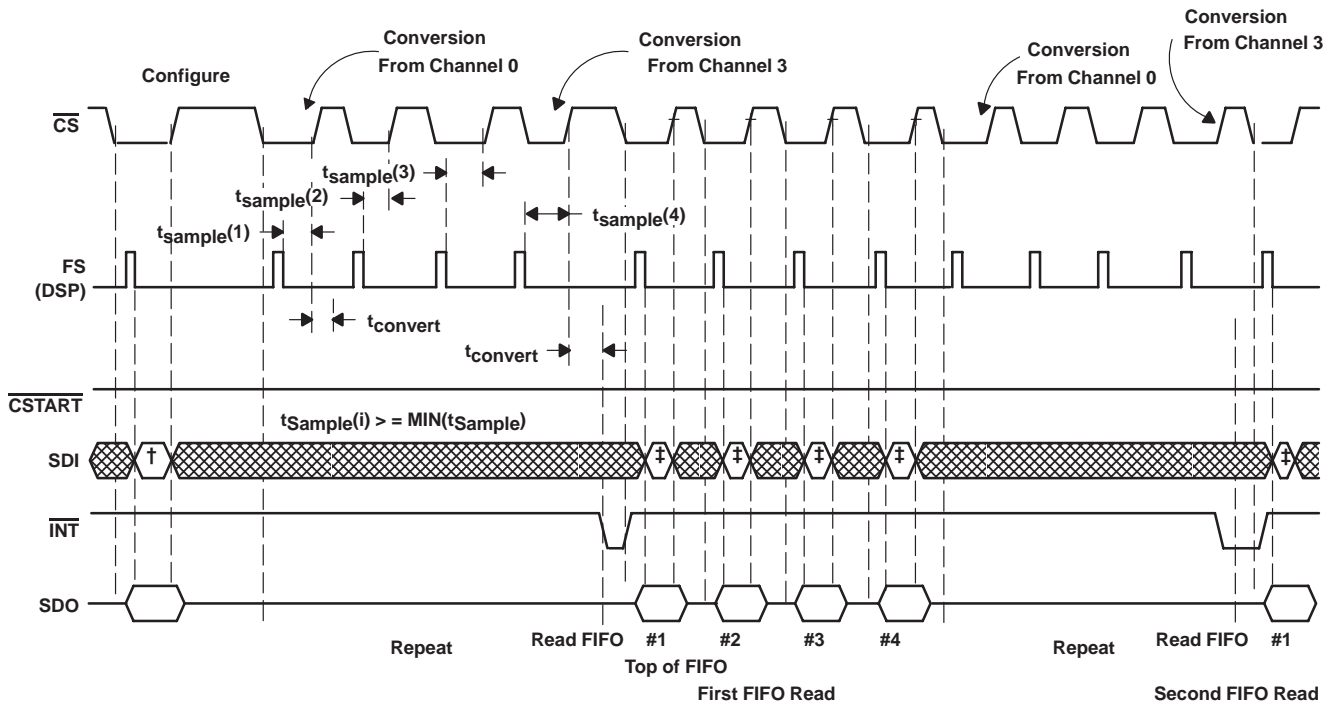 Conversion
From Channel 0
Conversion
From Channel 3
Conversion
From Channel 0
Conversion
From Channel 3
Configure
CS
tsample(3)
tsample(2)
tsample(4)
tsample(1)
FS
(DSP)
tconvert
tconvert
CSTART
tSample(i) > = MIN(tSample)
SDI
†
‡
‡
‡
‡
‡
INT
SDO
Repeat
Read FIFO
#1
#2
#3
#4
Repeat
Read FIFO
#1
Top of FIFO
First FIFO Read
Second FIFO Read